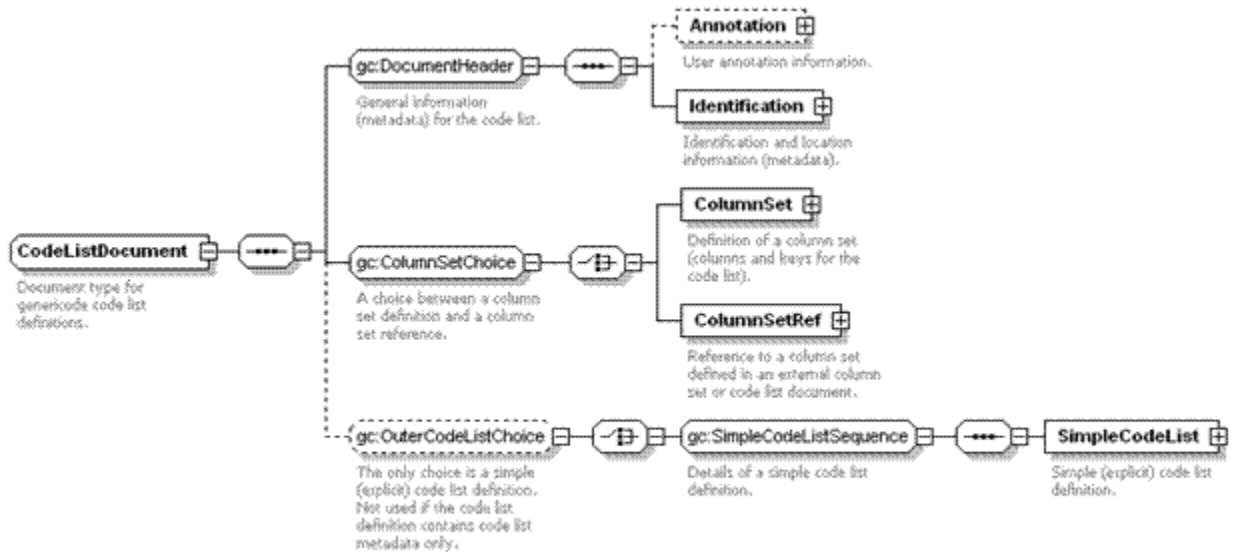 Annotation
User annotation information.
gc:DocumentHeader
General information
(metadata) for the code list.
Identification
Identification and location
information (metadata).
ColumnSet
Definition of a column set
(columns and keys for the
code list).
CodeListDocument
Document type for
genericode code list
definitions.
gc:ColumnSetChoice
A choice between a column
set definition and a column
set reference.
ColumnSetRef
Reference to a column set
defined in an external column
set or code list document.
gc:OuterCodeListChoice
The only choice is a simple
(explicit) code list definition.
Not used if the code list
definition contains code list
metadata only.
gc:SimpleCodeListSequence
Details of a simple code list
definition.
SimpleCodeList
Simple (explicit) code list
definition.